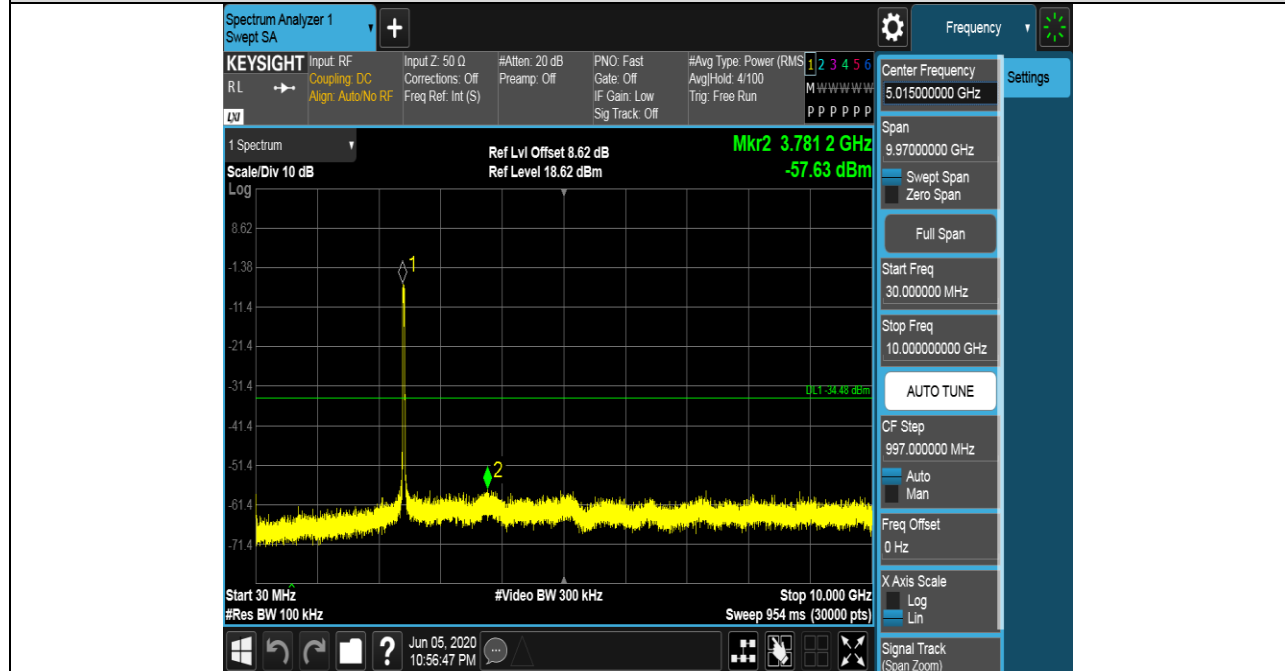 Spectrum Analyzer 1
Swept SA
+
Frequency
KEYSIGHT
RL
LXI
Input: RF
Coupling: DC
Align: Auto/No RF
Input Z: 50 Ω
Corrections: Off
Freq Ref: Int (S)
#Atten: 20 dB
Preamp: Off
PNO: Fast
Gate: Off
IF Gain: Low
Sig Track: Off
#Avg Type: Power (RMS
Avg|Hold: 4/100
Trig: Free Run
1 2 3 4 5 6
M W W W W W
P P P P P P
1 Spectrum
Scale/Div 10 dB
Ref Lvl Offset 8.62 dB
Ref Level 18.62 dBm
Mkr2 3.781 2 GHz
-57.63 dBm
Log
8.62
-1.38
-11.4
-21.4
-31.4
-41.4
-51.4
-61.4
-71.4
1
2
DL1 -34.48 dBm
Start 30 MHz
#Res BW 100 kHz
#Video BW 300 kHz
Stop 10.000 GHz
Sweep 954 ms (30000 pts)
Center Frequency
5.015000000 GHz
Settings
Span
9.97000000 GHz
Swept Span
Zero Span
Full Span
Start Freq
30.000000 MHz
Stop Freq
10.000000000 GHz
AUTO TUNE
CF Step
997.000000 MHz
Auto
Man
Freq Offset
0 Hz
X Axis Scale
Log
Lin
Signal Track
(Span Zoom)
?
Jun 05, 2020
10:56:47 PM